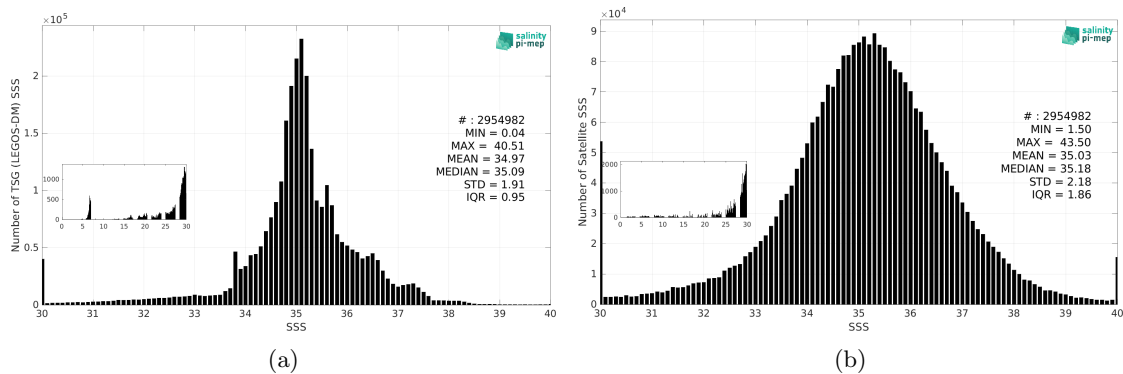 ×10⁵
salinity
pi-mep
Number of TSG (LEGOS-DM) SSS
2
1.5
1
0.5
0
# : 2954982
MIN = 0.04
MAX = 40.51
MEAN = 34.97
MEDIAN = 35.09
STD = 1.91
IQR = 0.95
1000
500
0
0 5 10 15 20 25 30
30 31 32 33 34 35 36 37 38 39 40
SSS
(a)
×10⁴
salinity
pi-mep
Number of Satellite SSS
9
8
7
6
5
4
3
2
1
0
# : 2954982
MIN = 1.50
MAX = 43.50
MEAN = 35.03
MEDIAN = 35.18
STD = 2.18
IQR = 1.86
2000
1500
1000
500
0
0 5 10 15 20 25 30
30 31 32 33 34 35 36 37 38 39 40
SSS
(b)